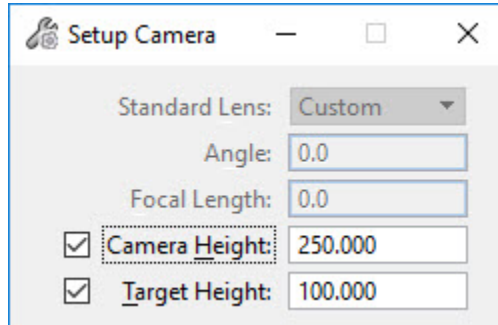 Setup Camera
Standard Lens: Custom
Angle: 0.0
Focal Length: 0.0
Camera Height: 250.000
Target Height: 100.000